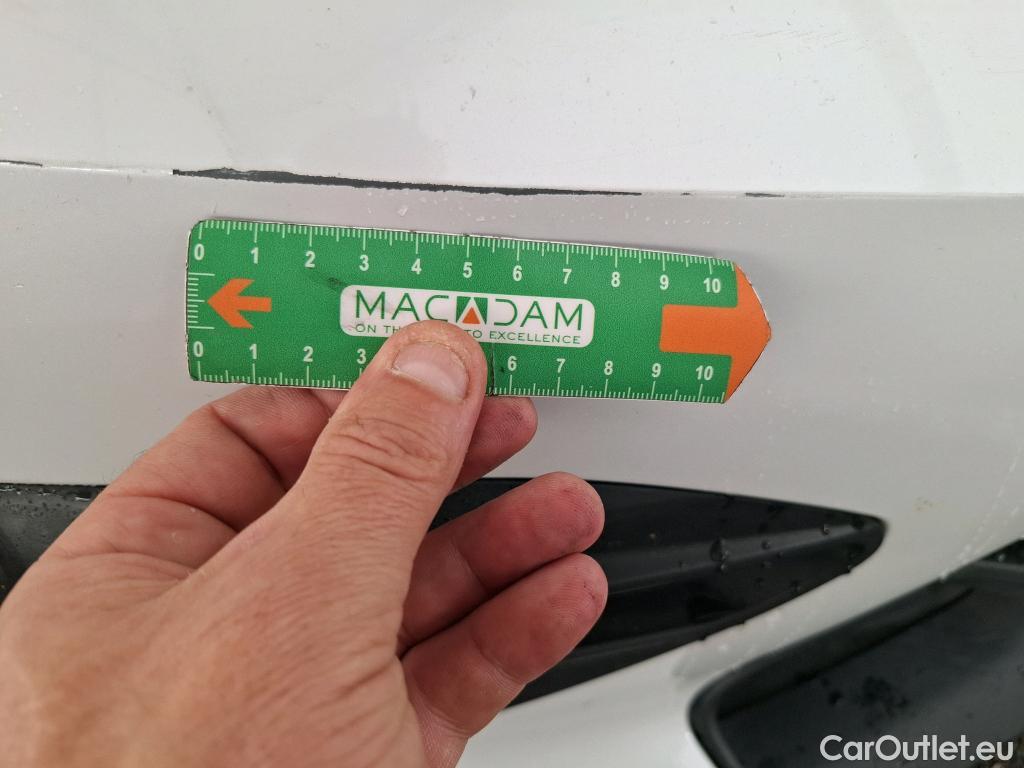 0 1 2 3 4 5 6 7 8 9 10
MACADAM
ON TO EXCELLENCE
0 1 2 3 6 7 8 9 10
CarOutlet.eu